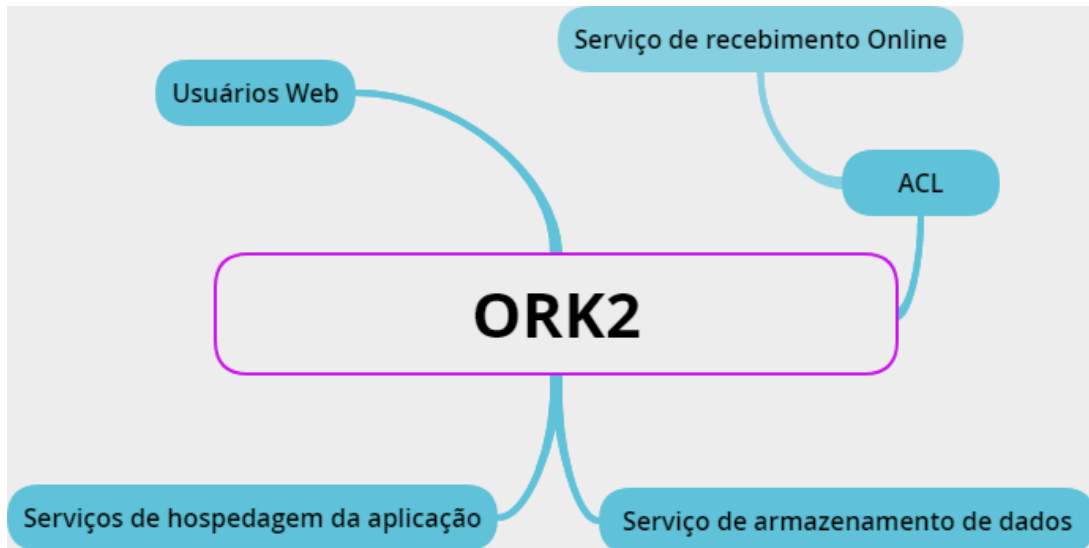 Serviço de recebimento Online
Usuários Web
ACL
ORK2
Serviços de hospedagem da aplicação
Serviço de armazenamento de dados